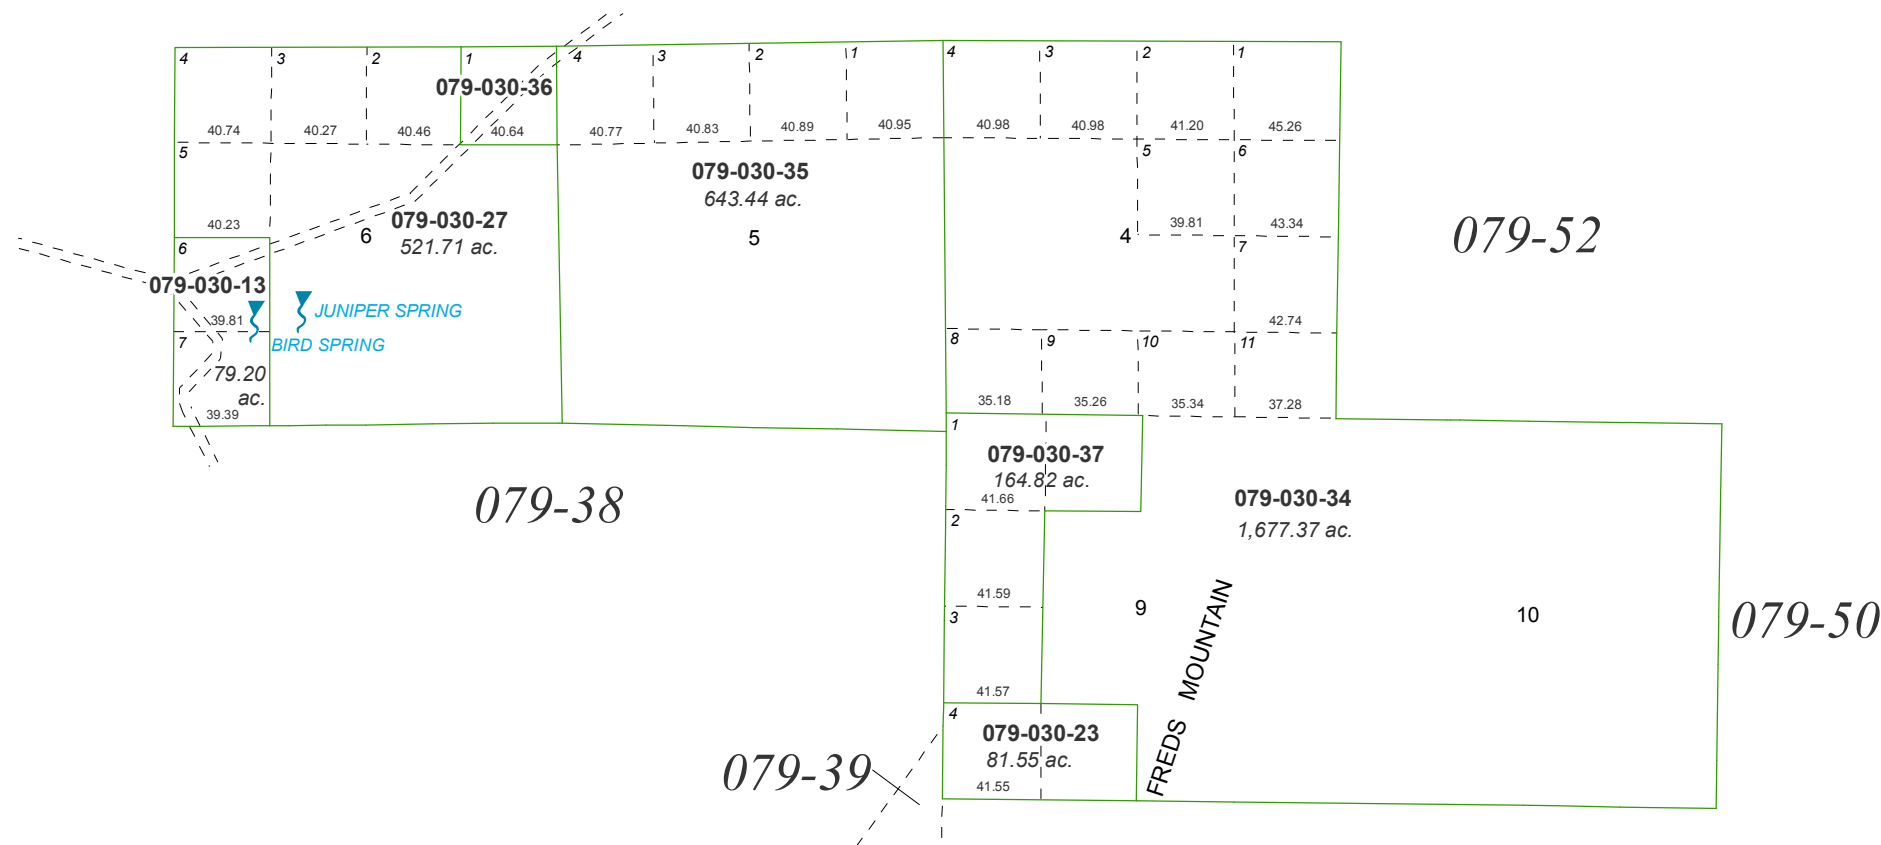 4 3 2 1 4 3 2 1 4 3 2 1
079-030-36
40.74 40.27 40.46 40.64 40.77 40.83 40.89 40.95 40.98 40.98 41.20 45.26
5 5 6
079-030-35
643.44 ac.
40.23 079-030-27 39.81 43.34
6 6 521.71 ac. 5 4 7 079-52
079-030-13
39.81 JUNIPER SPRING 42.74
7 BIRD SPRING 8 9 10 11
79.20
ac.
39.39 35.18 35.26 35.34 37.28
1
079-030-37
164.82 ac.
41.66
079-38 079-030-34
2 1,677.37 ac.
41.59
3 9 10 079-50
FREDS MOUNTAIN
41.57
4
079-030-23
81.55 ac.
079-39
41.55